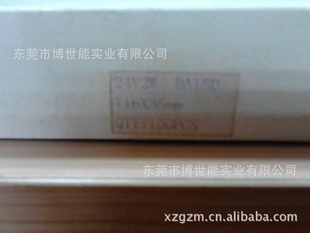 东莞市博世能实业有限公司
24V2W BA15D
T16X35mm
QTY:100PCS
东莞市博世能实业有限公司
xzgzm.com.cn